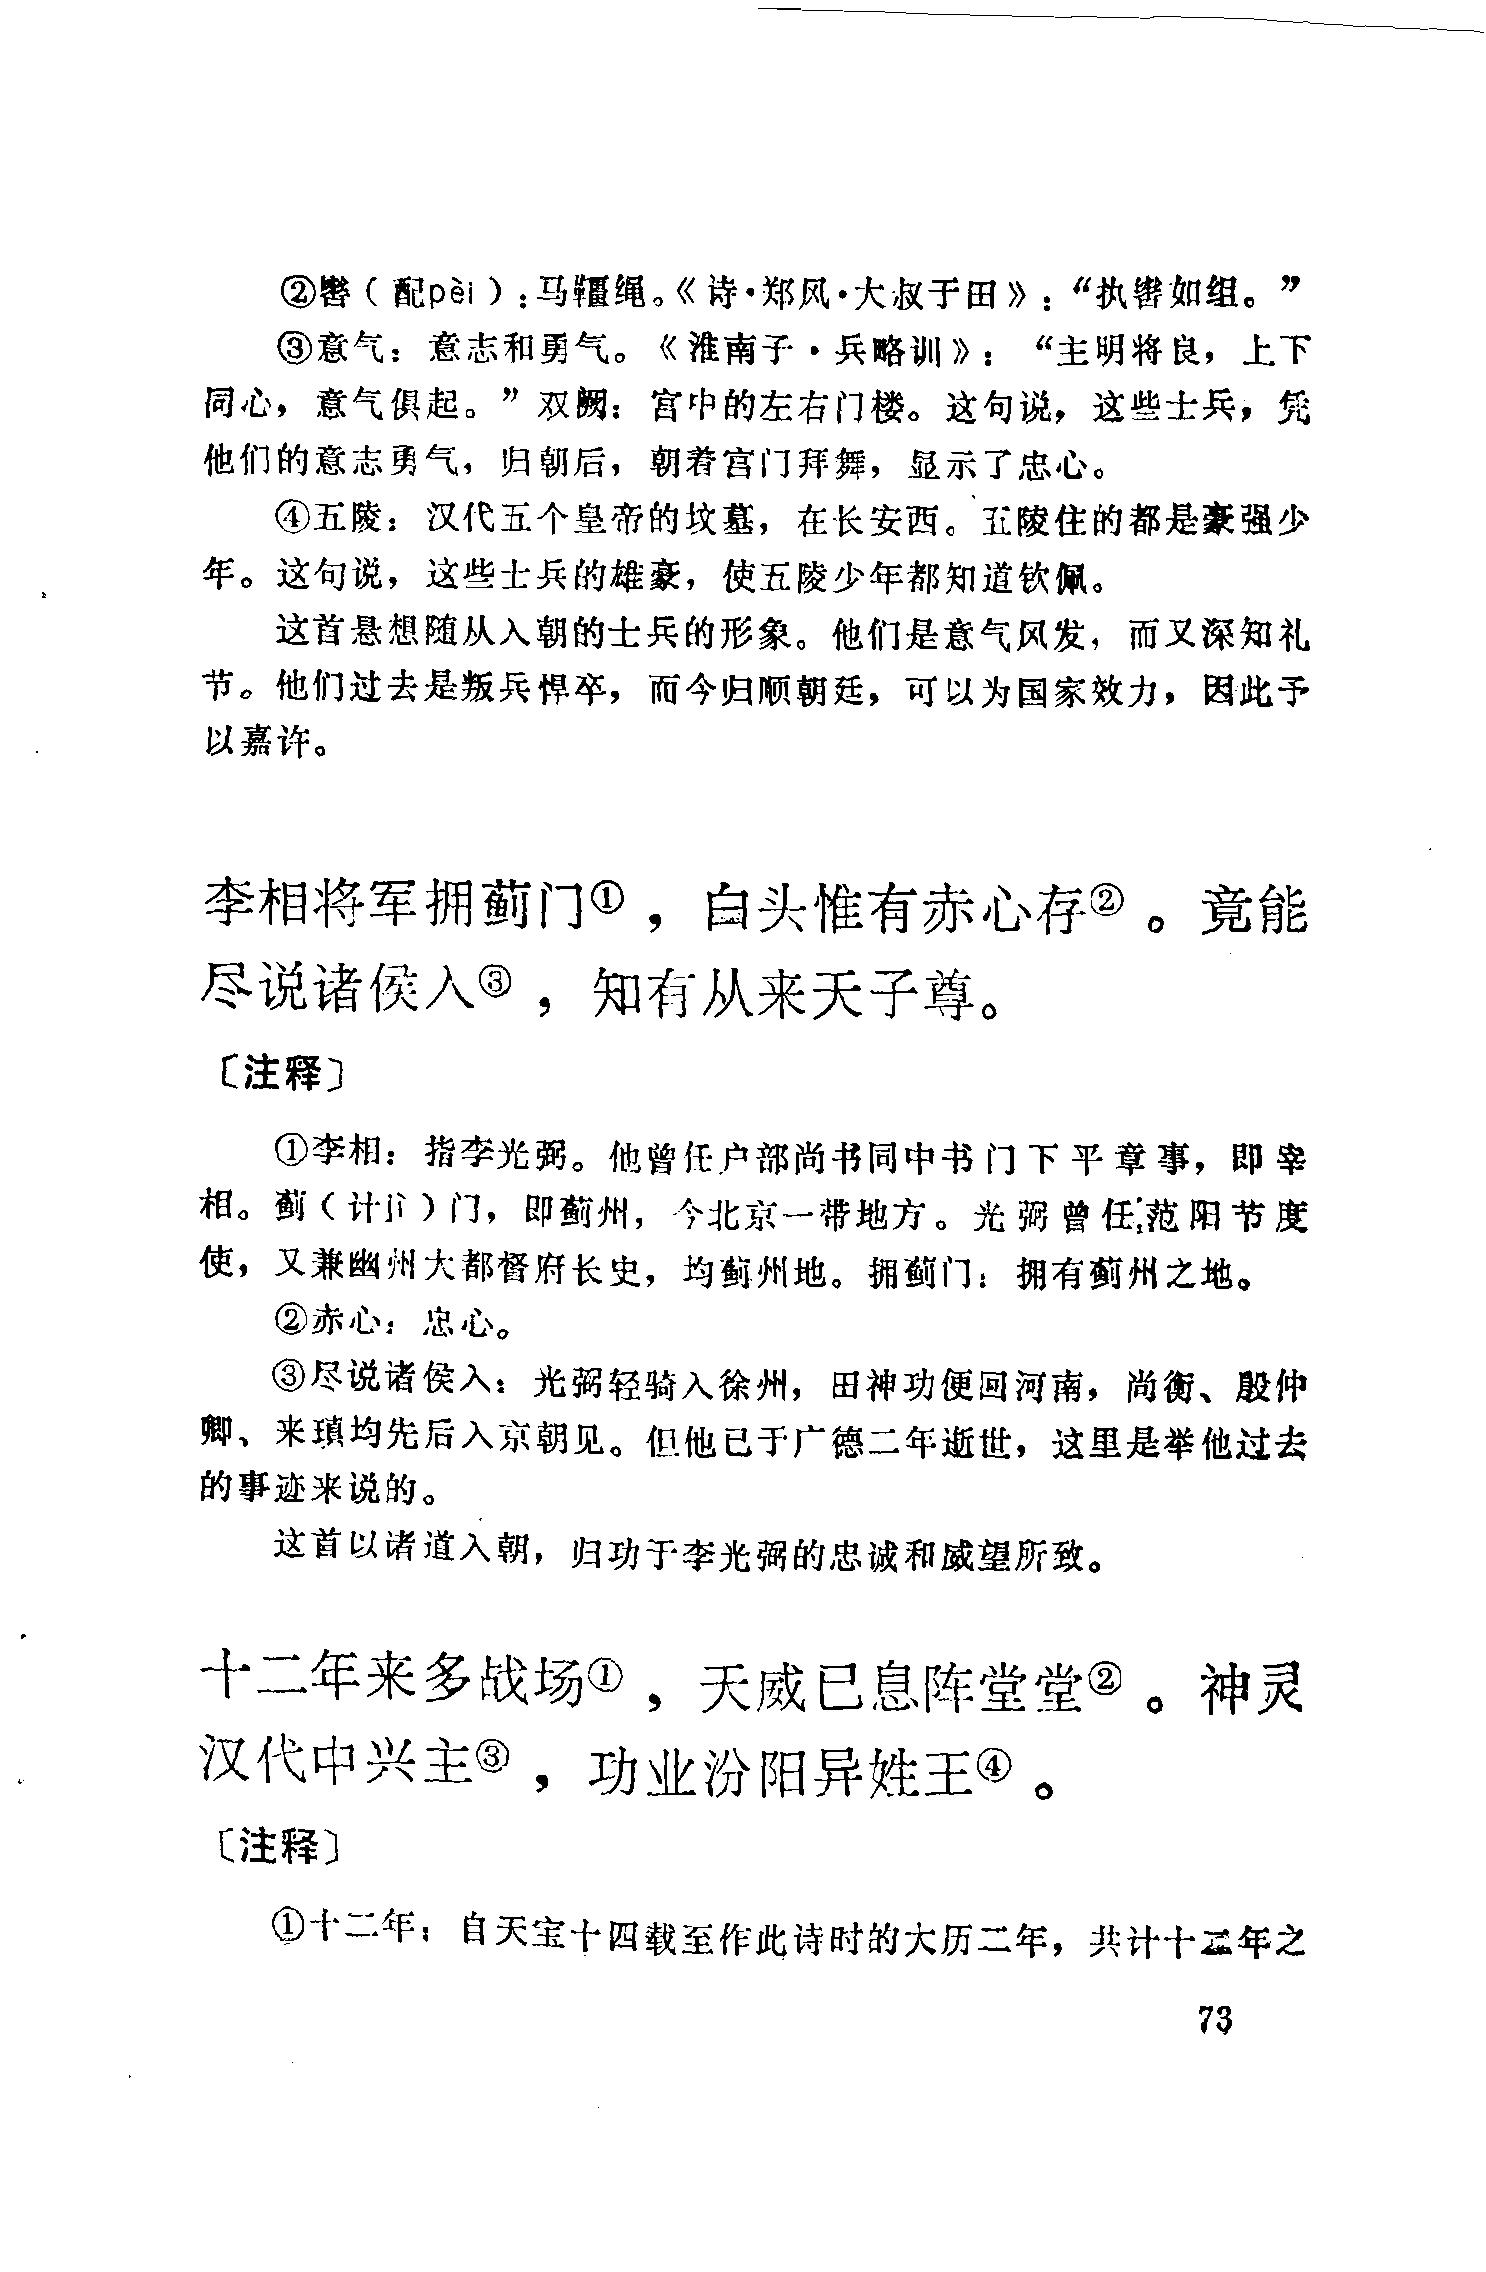 ②辔（配pèi）：马韁绳。《诗·郑风·大叔于田》：“执辔如组。”
③意气：意志和勇气。《淮南子·兵略训》：“主明将良，上下
同心，意气俱起。”双阙：宫中的左右门楼。这句说，这些士兵，凭
他们的意志勇气，归朝后，朝着宫门拜舞，显示了忠心。
④五陵：汉代五个皇帝的坟墓，在长安西。五陵住的都是豪强少
年。这句说，这些士兵的雄豪，使五陵少年都知道钦佩。
这首悬想随从入朝的士兵的形象。他们是意气风发，而又深知礼
节。他们过去是叛兵悍卒，而今归顺朝廷，可以为国家效力，因此予
以嘉许。
李相将军拥蓟门①，白头惟有赤心存②。竟能
尽说诸侯入③，知有从来天子尊。
〔注释〕
①李相：指李光弼。他曾任户部尚书同中书门下平章事，即宰
相。蓟（计jì）门，即蓟州，今北京一带地方。光弼曾任范阳节度
使，又兼幽州大都督府长史，均蓟州地。拥蓟门：拥有蓟州之地。
②赤心：忠心。
③尽说诸侯入：光弼轻骑入徐州，田神功便回河南，尚衡、殷仲
卿、来瑱均先后入京朝见。但他已于广德二年逝世，这里是举他过去
的事迹来说的。
这首以诸道入朝，归功于李光弼的忠诚和威望所致。
十二年来多战场①，天威已息阵堂堂②。神灵
汉代中兴主③，功业汾阳异姓王④。
〔注释〕
①十二年：自天宝十四载至作此诗时的大历二年，共计十二年之
73